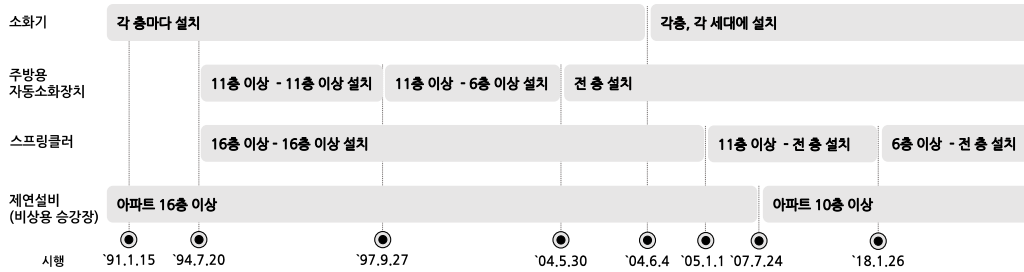 소화기
각 층마다 설치
각층, 각 세대에 설치
주방용
자동소화장치
11층 이상 - 11층 이상 설치
11층 이상 - 6층 이상 설치
전 층 설치
스프링클러
16층 이상 - 16층 이상 설치
11층 이상 - 전 층 설치
6층 이상 - 전 층 설치
제연설비
(비상용 승강장)
아파트 16층 이상
아파트 10층 이상
시행
`91.1.15
`94.7.20
`97.9.27
`04.5.30
`04.6.4
`05.1.1
`07.7.24
`18.1.26